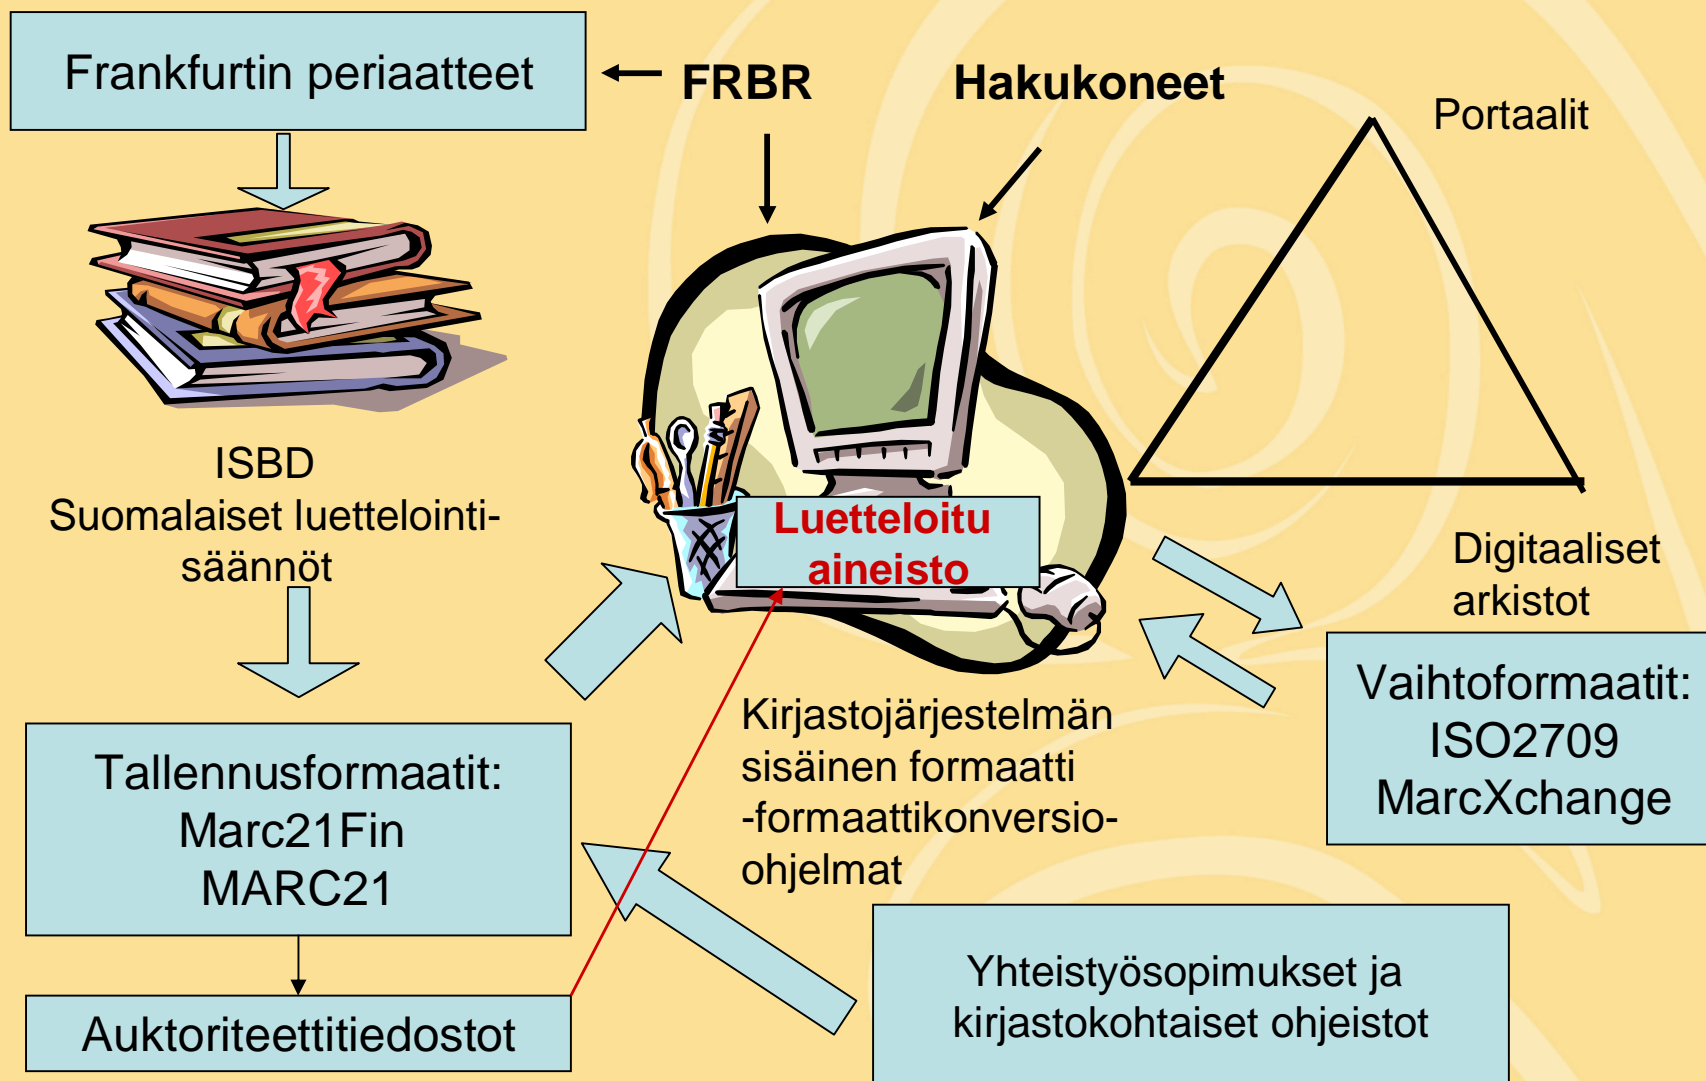 Frankfurtin periaatteet
FRBR
Hakukoneet
Portaalit
ISBD
Suomalaiset luettelointi-
säännöt
Luetteloitu
aineisto
Digitaaliset
arkistot
Vaihtoformaatit:
ISO2709
MarcXchange
Kirjastojärjestelmän
sisäinen formaatti
-formaattikonversio-
ohjelmat
Tallennusformaatit:
Marc21Fin
MARC21
Yhteistyösopimukset ja
kirjastokohtaiset ohjeistot
Auktoriteettitiedostot